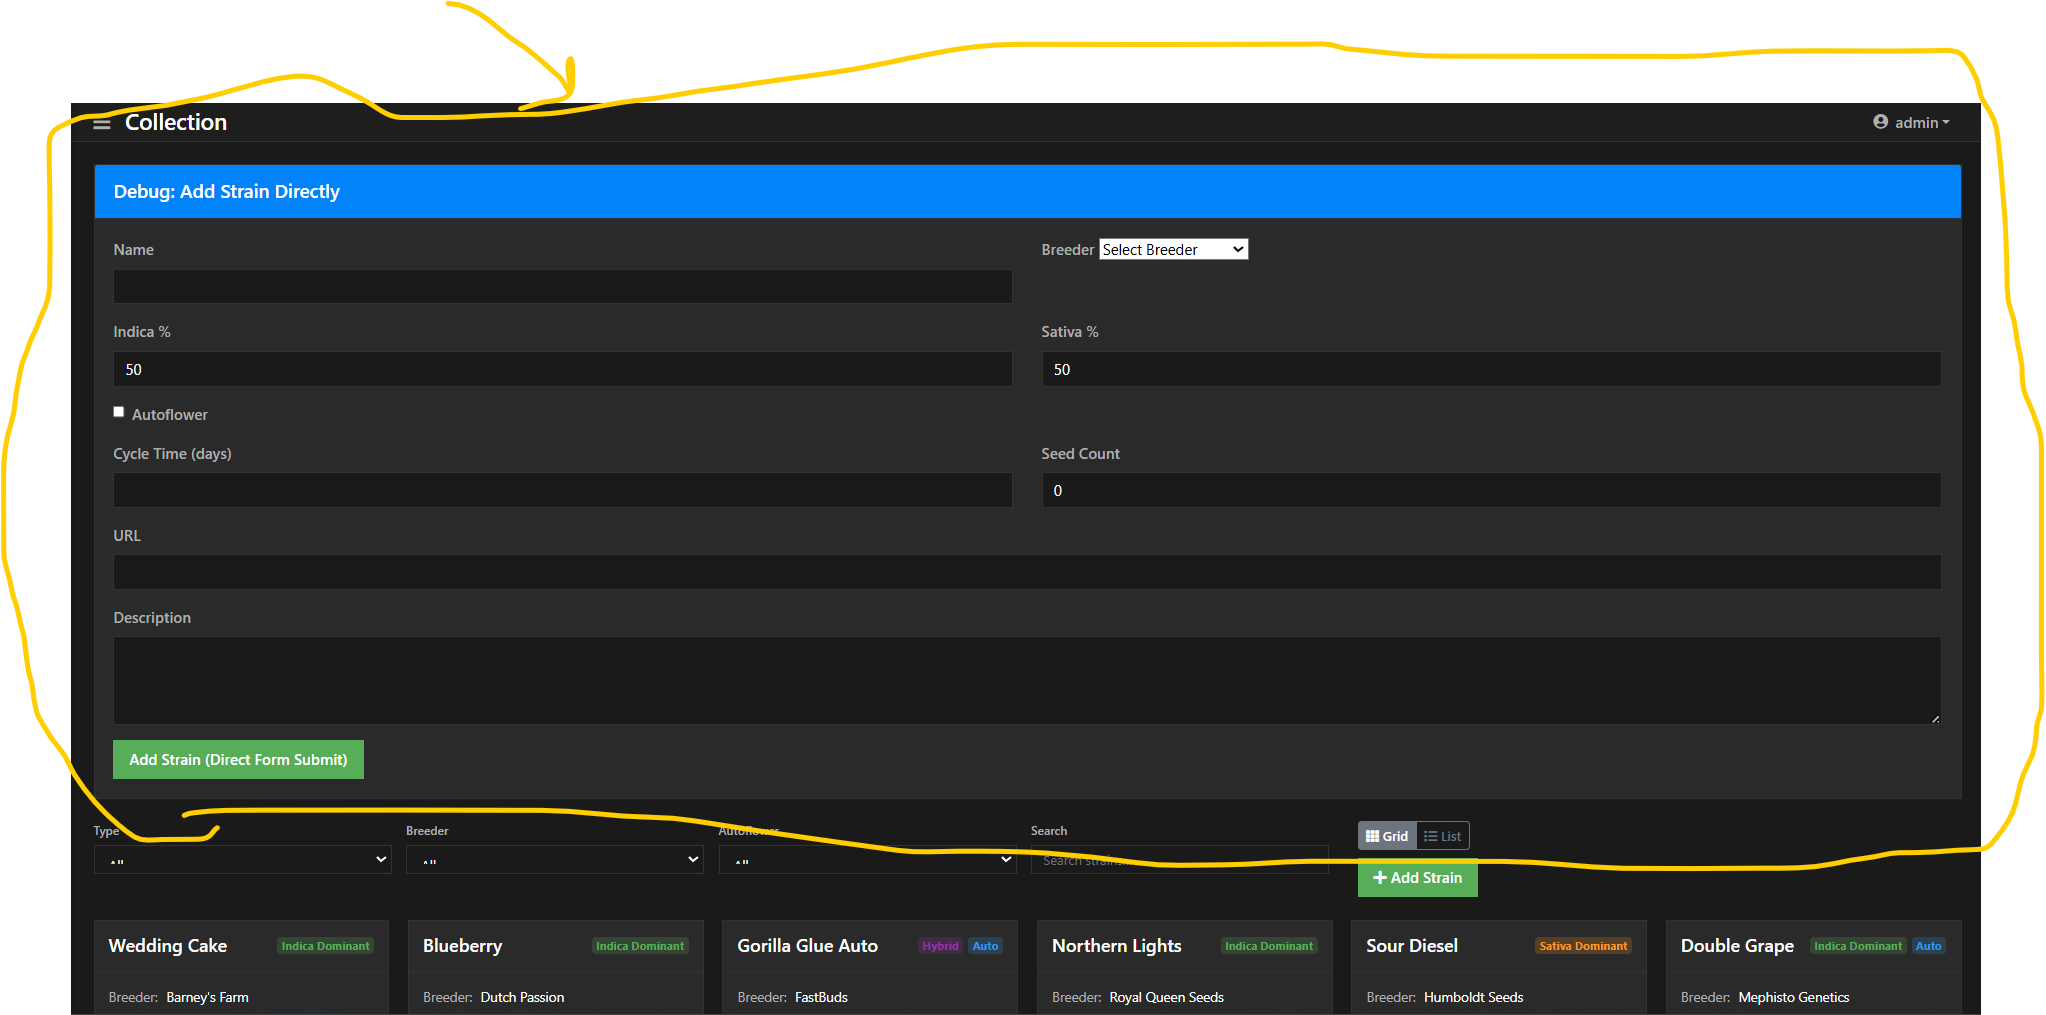 Collection
admin
Debug: Add Strain Directly
Name
Breeder Select Breeder
Indica %
Sativa %
50
50
Autoflower
Cycle Time (days)
Seed Count
0
URL
Description
Add Strain (Direct Form Submit)
Type
Breeder
Autoflower
Search
Grid
List
All
All
All
Search strains...
Add Strain
Wedding Cake Indica Dominant
Blueberry Indica Dominant
Gorilla Glue Auto Hybrid Auto
Northern Lights Indica Dominant
Sour Diesel Sativa Dominant
Double Grape Indica Dominant Auto
Breeder: Barney's Farm
Breeder: Dutch Passion
Breeder: FastBuds
Breeder: Royal Queen Seeds
Breeder: Humboldt Seeds
Breeder: Mephisto Genetics